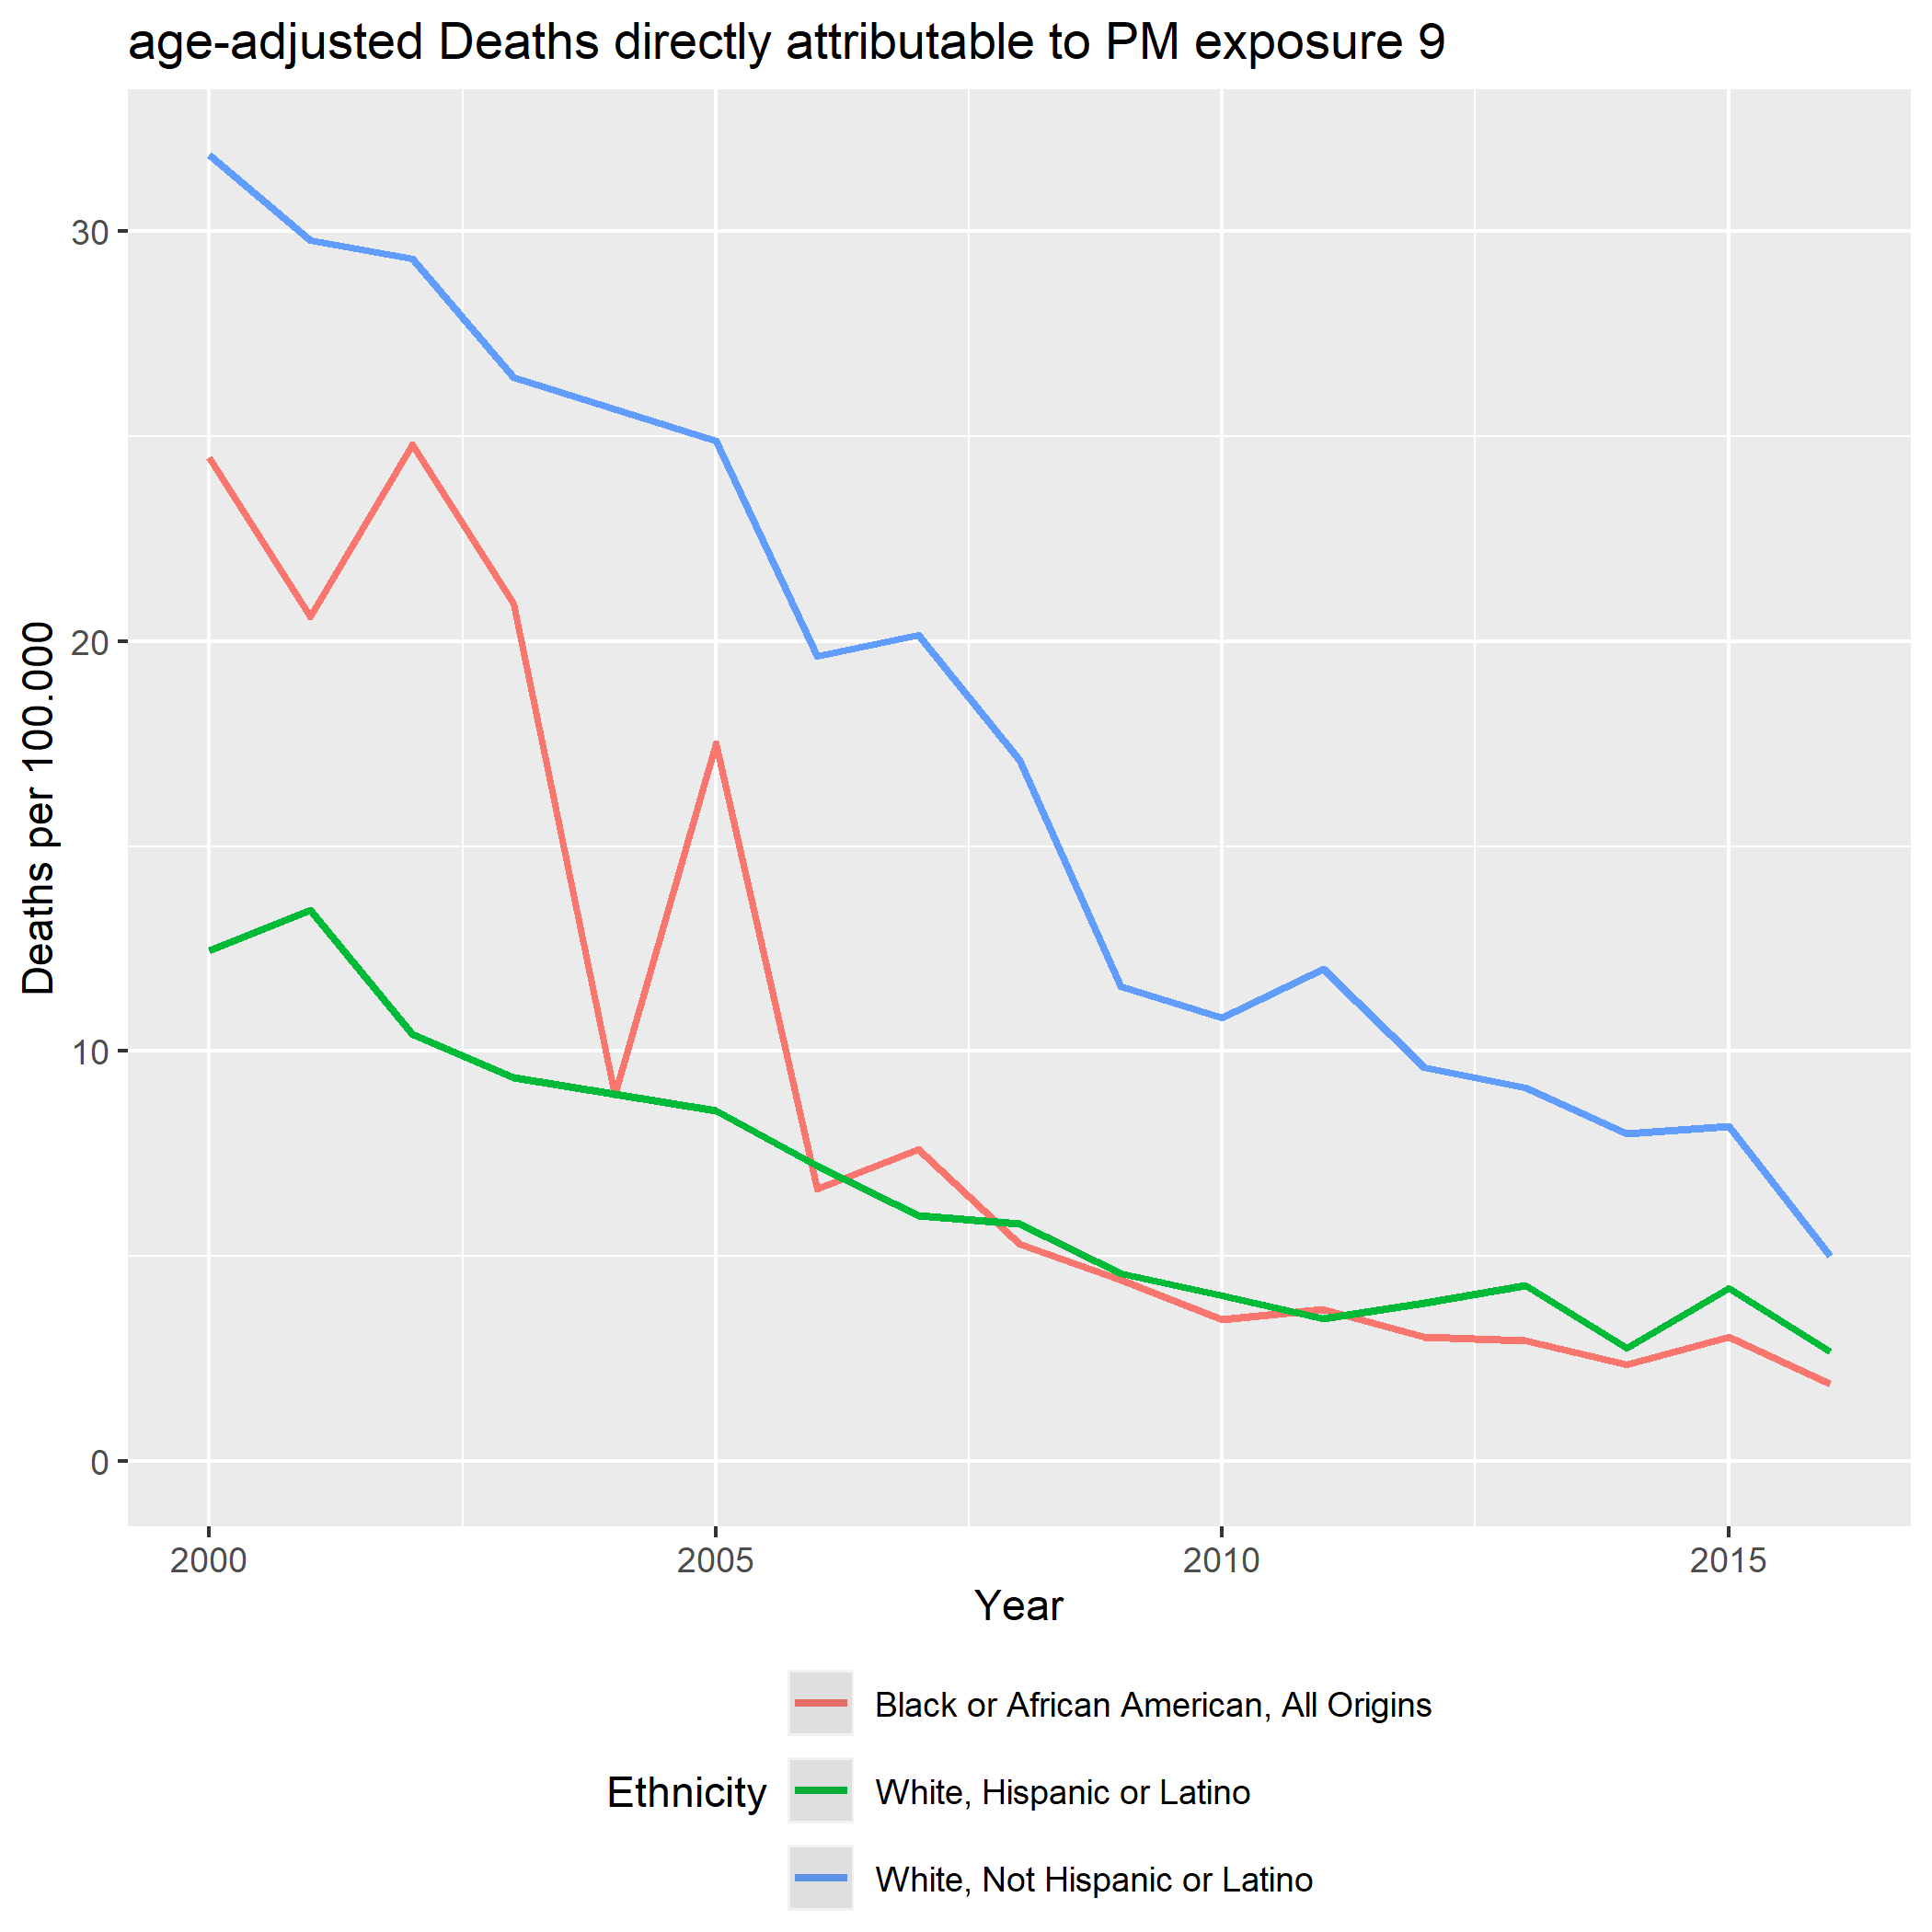 age-adjusted Deaths directly attributable to PM exposure 9
Deaths per 100.000
30
20
10
0
2000 2005 2010 2015
Year
Ethnicity
Black or African American, All Origins
White, Hispanic or Latino
White, Not Hispanic or Latino